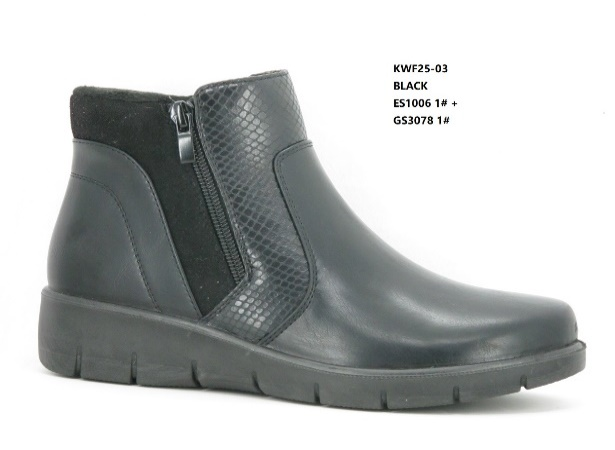 KWF25-03
BLACK
ES1006 1# +
GS3078 1#